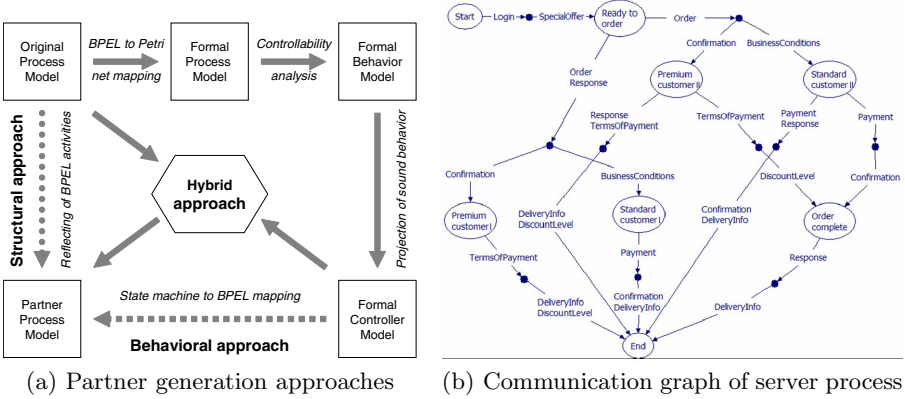 Original
Process
Model
BPEL to Petri
net mapping
Formal
Process
Model
Controllability
analysis
Formal
Behavior
Model
Structural approach
Reflecting of BPEL activities
Hybrid
approach
Projection of sound behavior
Partner
Process
Model
State machine to BPEL mapping
Behavioral approach
Formal
Controller
Model
(a) Partner generation approaches
Start
Login
SpecialOffer
Ready to
order
Order
Confirmation
BusinessConditions
Order
Response
Premium
customer II
Standard
customer II
Response
TermsOfPayment
TermsOfPayment
Payment
Response
Payment
Confirmation
BusinessConditions
DiscountLevel
Confirmation
Premium
customer I
DeliveryInfo
DiscountLevel
Standard
customer I
Confirmation
DeliveryInfo
Order
complete
TermsOfPayment
Payment
Response
DeliveryInfo
DiscountLevel
Confirmation
DeliveryInfo
DeliveryInfo
End
(b) Communication graph of server process